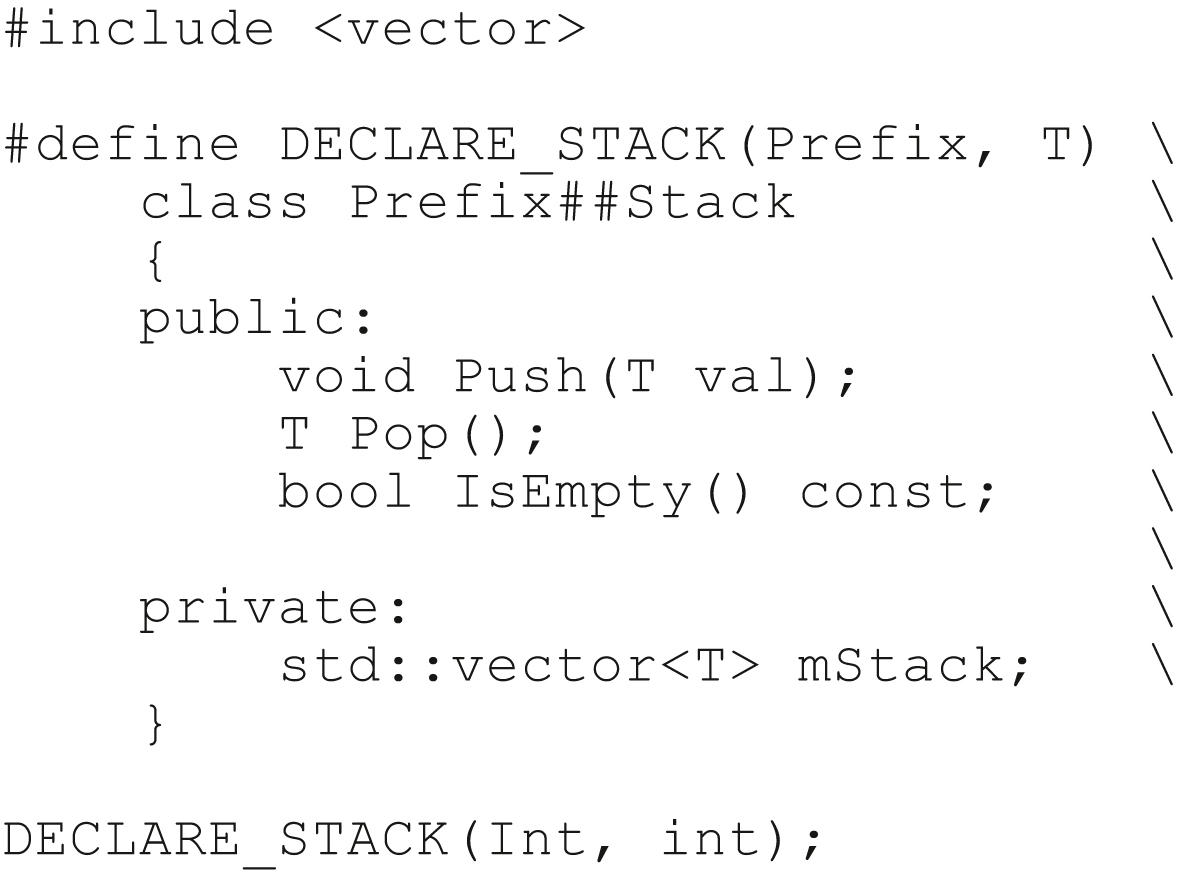 #include <vector>

#define DECLARE_STACK(Prefix, T) \
    class Prefix##Stack          \
    {                            \
    public:                      \
        void Push(T val);        \
        T Pop();                 \
        bool IsEmpty() const;    \
                                 \
    private:                     \
        std::vector<T> mStack;   \
    }

DECLARE_STACK(Int, int);